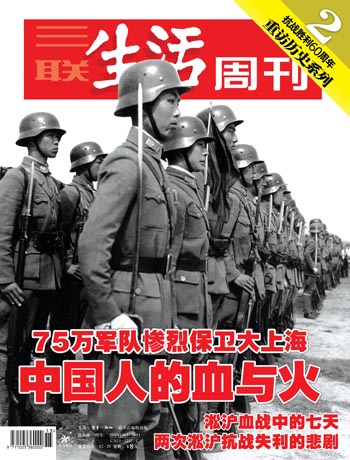 三联生活周刊
2
抗战胜利60周年
重访历史系列
75万军队惨烈保卫大上海
中国人的血与火
淞沪血战中的七天
两次淞沪抗战失利的悲剧